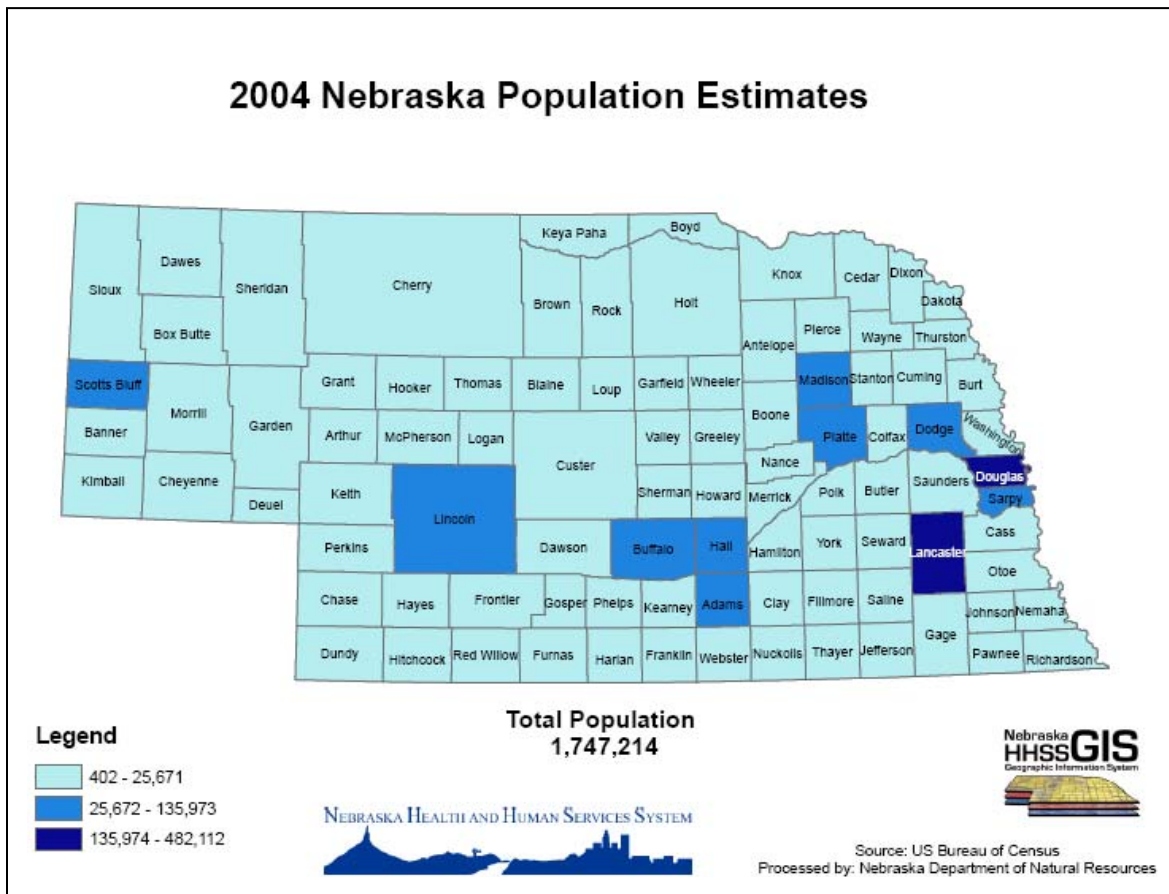 2004 Nebraska Population Estimates
Keya Paha
Boyd
Dawes
Sioux
Sheridan
Cherry
Brown
Rock
Holt
Knox
Cedar
Dixon
Dakota
Box Butte
Antelope
Pierce
Wayne
Thurston
Scotts Bluff
Morrill
Garden
Grant
Hooker
Thomas
Blaine
Loup
Garfield
Wheeler
Madison
Stanton
Cuming
Burt
Boone
Banner
Arthur
McPherson
Logan
Custer
Valley
Greeley
Platte
Colfax
Dodge
Washington
Nance
Kimball
Cheyenne
Deuel
Keith
Lincoln
Sherman
Howard
Merrick
Polk
Butler
Saunders
Douglas
Sarpy
Perkins
Dawson
Buffalo
Hall
Hamilton
York
Seward
Lancaster
Cass
Otoe
Chase
Hayes
Frontier
Gosper
Phelps
Kearney
Adams
Clay
Fillmore
Saline
Gage
Johnson
Nemaha
Dundy
Hitchcock
Red Willow
Furnas
Harlan
Franklin
Webster
Nuckolls
Thayer
Jefferson
Pawnee
Richardson
Total Population
1,747,214
Legend
402 - 25,671
25,672 - 135,973
135,974 - 482,112
NEBRASKA HEALTH AND HUMAN SERVICES SYSTEM
Nebraska
HHSSGIS
Geographic Information System
Source: US Bureau of Census
Processed by: Nebraska Department of Natural Resources